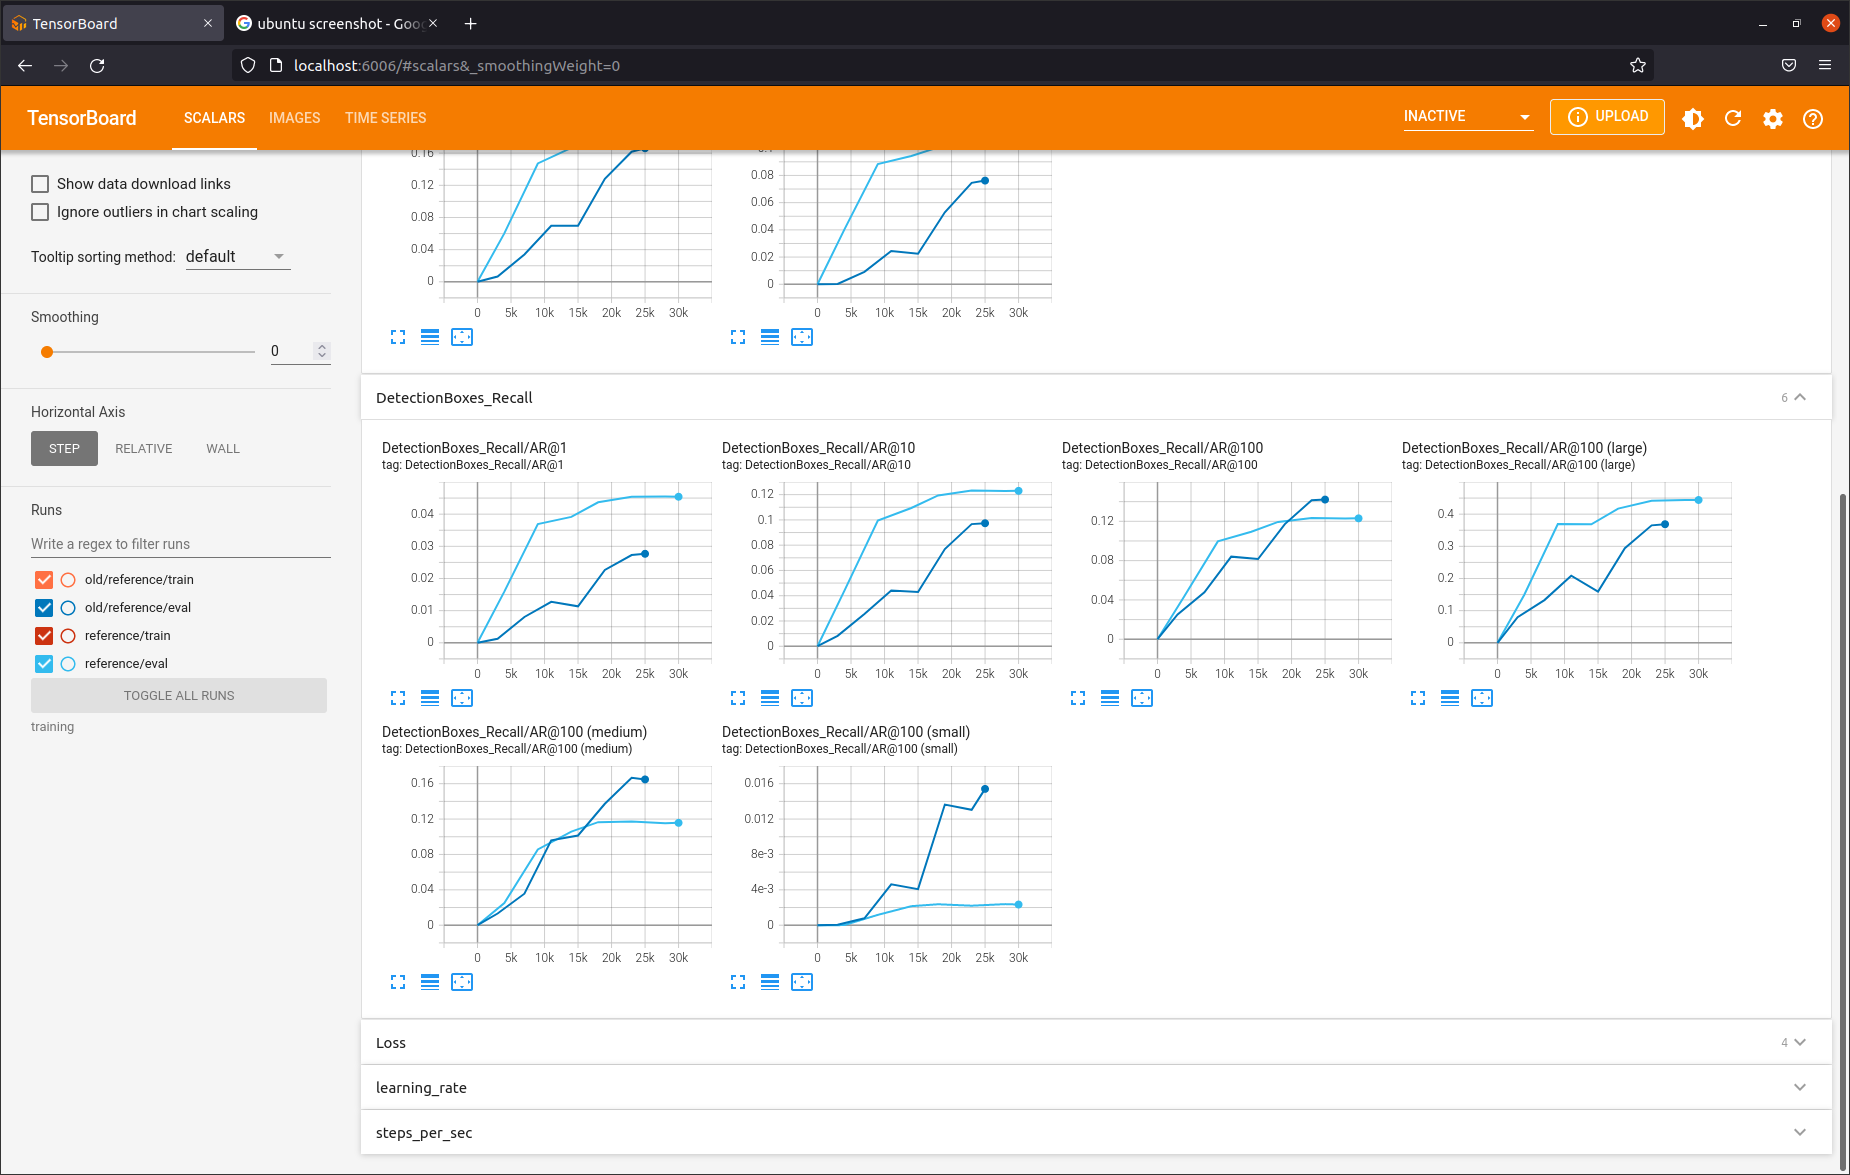 TensorBoard
ubuntu screenshot - Goo
localhost:6006/#scalars&_smoothingWeight=0
TensorBoard
SCALARS
IMAGES
TIME SERIES
INACTIVE
UPLOAD
Show data download links
Ignore outliers in chart scaling
Tooltip sorting method: default
Smoothing
0
Horizontal Axis
STEP
RELATIVE
WALL
Runs
Write a regex to filter runs
old/reference/train
old/reference/eval
reference/train
reference/eval
TOGGLE ALL RUNS
training
0.16
0.12
0.08
0.04
0
0 5k 10k 15k 20k 25k 30k
0.1
0.08
0.06
0.04
0.02
0
0 5k 10k 15k 20k 25k 30k
DetectionBoxes_Recall
6
DetectionBoxes_Recall/AR@1
tag: DetectionBoxes_Recall/AR@1
0.04
0.03
0.02
0.01
0
0 5k 10k 15k 20k 25k 30k
DetectionBoxes_Recall/AR@10
tag: DetectionBoxes_Recall/AR@10
0.12
0.1
0.08
0.06
0.04
0.02
0
0 5k 10k 15k 20k 25k 30k
DetectionBoxes_Recall/AR@100
tag: DetectionBoxes_Recall/AR@100
0.12
0.08
0.04
0
0 5k 10k 15k 20k 25k 30k
DetectionBoxes_Recall/AR@100 (large)
tag: DetectionBoxes_Recall/AR@100 (large)
0.4
0.3
0.2
0.1
0
0 5k 10k 15k 20k 25k 30k
DetectionBoxes_Recall/AR@100 (medium)
tag: DetectionBoxes_Recall/AR@100 (medium)
0.16
0.12
0.08
0.04
0
0 5k 10k 15k 20k 25k 30k
DetectionBoxes_Recall/AR@100 (small)
tag: DetectionBoxes_Recall/AR@100 (small)
0.016
0.012
8e-3
4e-3
0
0 5k 10k 15k 20k 25k 30k
Loss
4
learning_rate
steps_per_sec